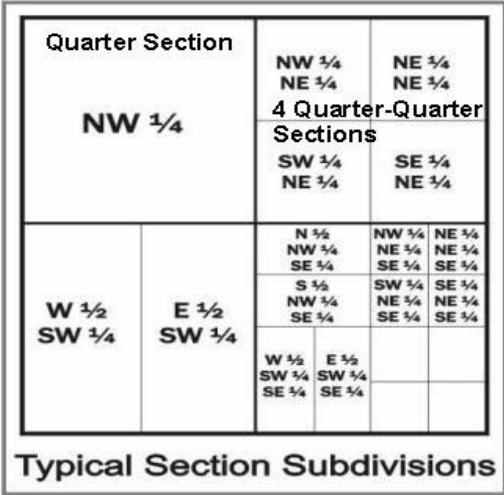 Quarter Section
NW ¼
NW ¼
NE ¼
NE ¼
NE ¼
4 Quarter-Quarter
Sections
SW ¼
NE ¼
SE ¼
NE ¼
W ½
SW ¼
E ½
SW ¼
N ½
NW ¼
SE ¼
S ½
NW ¼
SE ¼
NW ¼
NE ¼
SE ¼
NE ¼
NE ¼
SE ¼
SW ¼
NE ¼
SE ¼
SE ¼
NE ¼
SE ¼
W ½
SW ¼
SE ¼
E ½
SW ¼
SE ¼
Typical Section Subdivisions